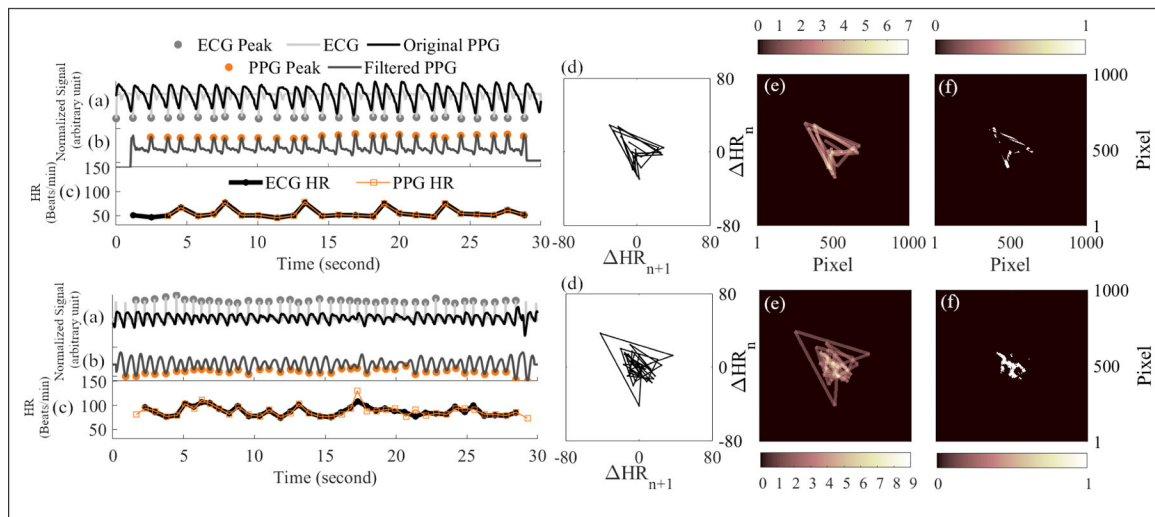 ECG Peak ECG Original PPG
PPG Peak Filtered PPG
Normalized Signal
(arbitrary unit)
(a)
(b)
150
HR
(Beats/min)
100
50
(c)
ECG HR PPG HR
0 5 10 15 20 25 30
Time (second)
(d)
80
0
-80
ΔHRn
-80 0 80
ΔHRn+1
0 1 2 3 4 5 6 7
(e)
1 500 1000
Pixel
0 1
(f)
1000
500
1
Pixel
1 500 1000
Pixel
Normalized Signal
(arbitrary unit)
(a)
(b)
150
HR
(Beats/min)
100
50
(c)
0 5 10 15 20 25 30
Time (second)
(d)
80
0
-80
ΔHRn
-80 0 80
ΔHRn+1
(e)
0 1 2 3 4 5 6 7 8 9
(f)
1000
500
1
Pixel
0 1